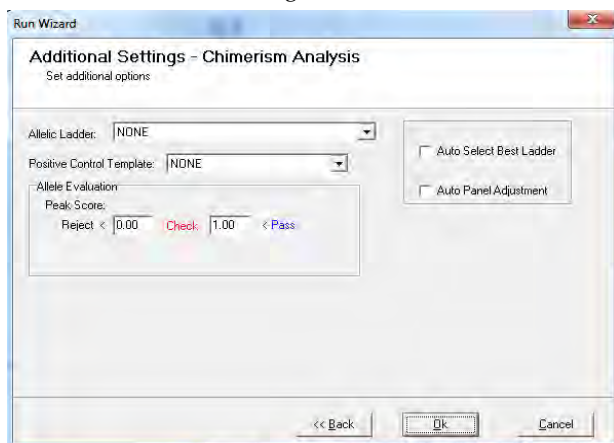 Run Wizard
Additional Settings - Chimerism Analysis
Set additional options
Allelic Ladder: NONE
Positive Control Template: NONE
Auto Select Best Ladder
Auto Panel Adjustment
Allele Evaluation
Peak Score:
Reject < 0.00 Check 1.00 < Pass
<< Back Ok Cancel